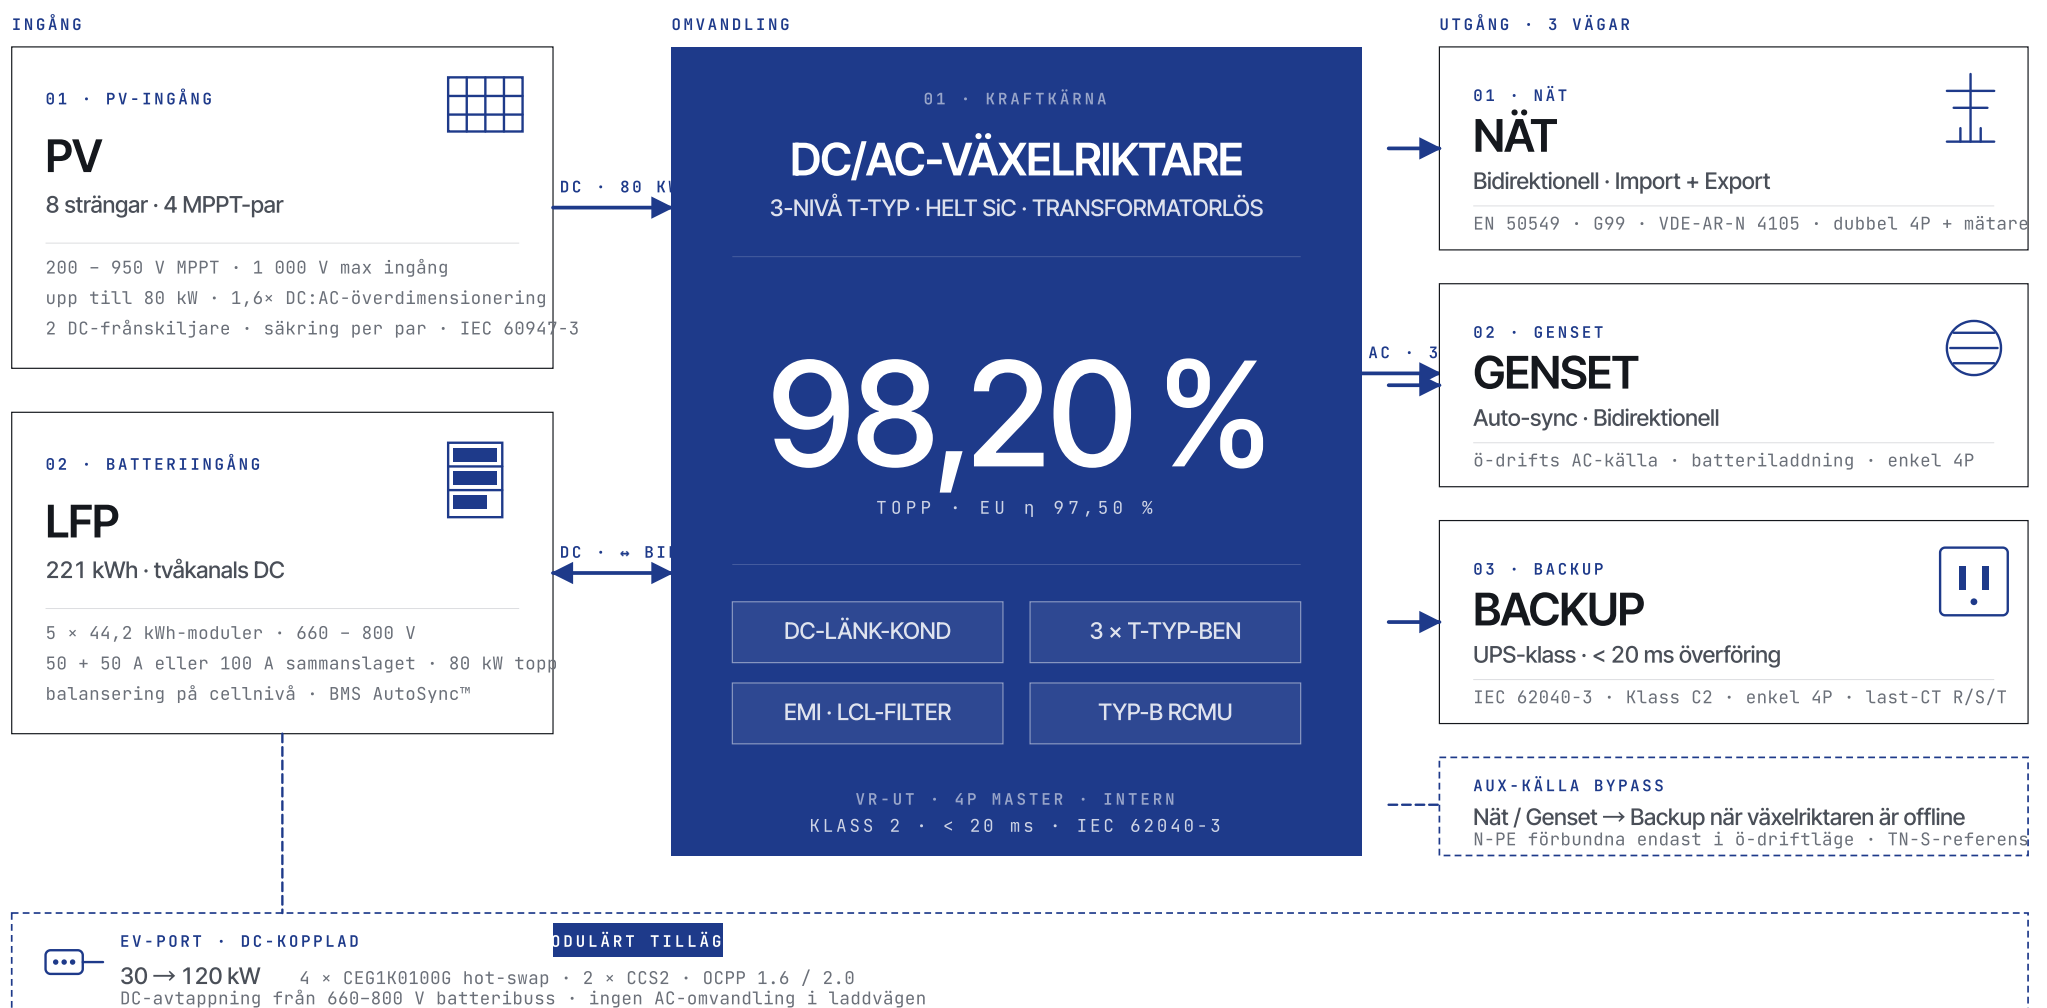 INGÅNG
01 · PV-INGÅNG
PV
8 strängar · 4 MPPT-par
200 – 950 V MPPT · 1 000 V max ingång
upp till 80 kW · 1,6× DC:AC-överdimensionering
2 DC-frånskiljare · säkring per par · IEC 60947-3
02 · BATTERIINGÅNG
LFP
221 kWh · tvåkanals DC
5 × 44,2 kWh-moduler · 660 – 800 V
50 + 50 A eller 100 A sammanslaget · 80 kW topp
balansering på cellnivå · BMS AutoSync™
DC · 80
DC · ↔
OMVANDLING
01 · KRAFTKÄRNA
DC/AC-VÄXELRIKTARE
3-NIVÅ T-TYP · HELT SiC · TRANSFORMATORLÖS
98,20 %
TOPP · EU η 97,50 %
DC-LÄNK-KOND
3 × T-TYP-BEN
EMI · LCL-FILTER
TYP-B RCMU
VR-UT · 4P MASTER · INTERN
KLASS 2 · < 20 ms · IEC 62040-3
AC · 3
UTGÅNG · 3 VÄGAR
01 · NÄT
NÄT
Bidirektionell · Import + Export
EN 50549 · G99 · VDE-AR-N 4105 · dubbel 4P + mätare
02 · GENSET
GENSET
Auto-sync · Bidirektionell
ö-drifts AC-källa · batteriladdning · enkel 4P
03 · BACKUP
BACKUP
UPS-klass · < 20 ms överföring
IEC 62040-3 · Klass C2 · enkel 4P · last-CT R/S/T
AUX-KÄLLA BYPASS
Nät / Genset → Backup när växelriktaren är offline
N-PE förbundna endast i ö-driftläge · TN-S-referens
EV-PORT · DC-KOPPLAD
ODULÄRT TILLÄG
30 → 120 kW
4 × CEG1K0100G hot-swap · 2 × CCS2 · OCPP 1.6 / 2.0
DC-avtappning från 660–800 V batteribuss · ingen AC-omvandling i laddvägen